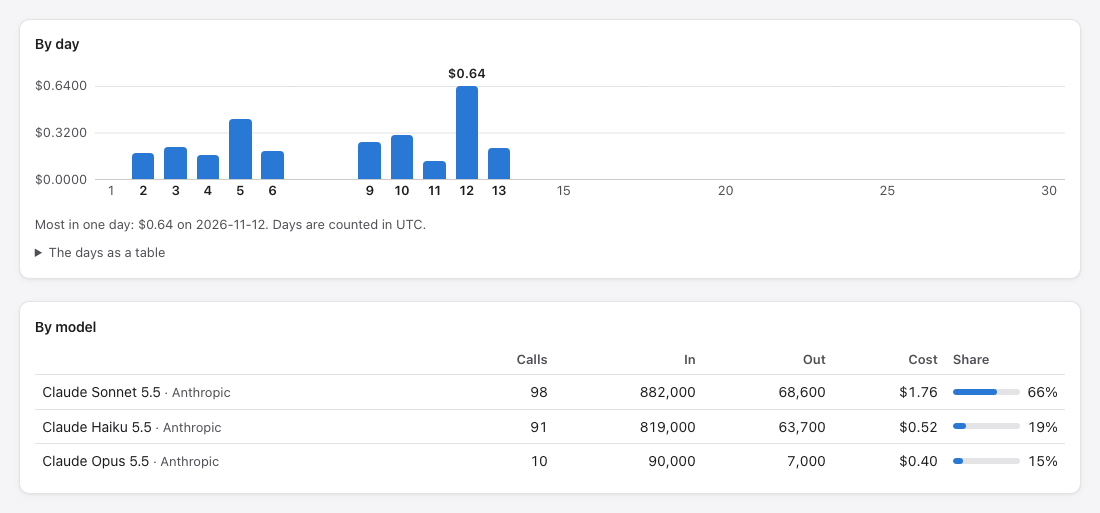 By day
$0.64
$0.6400
$0.3200
$0.0000
1 2 3 4 5 6 9 10 11 12 13 15 20 25 30
Most in one day: $0.64 on 2026-11-12. Days are counted in UTC.
▶ The days as a table
By model
Calls In Out Cost Share
Claude Sonnet 5.5 · Anthropic 98 882,000 68,600 $1.76 66%
Claude Haiku 5.5 · Anthropic 91 819,000 63,700 $0.52 19%
Claude Opus 5.5 · Anthropic 10 90,000 7,000 $0.40 15%